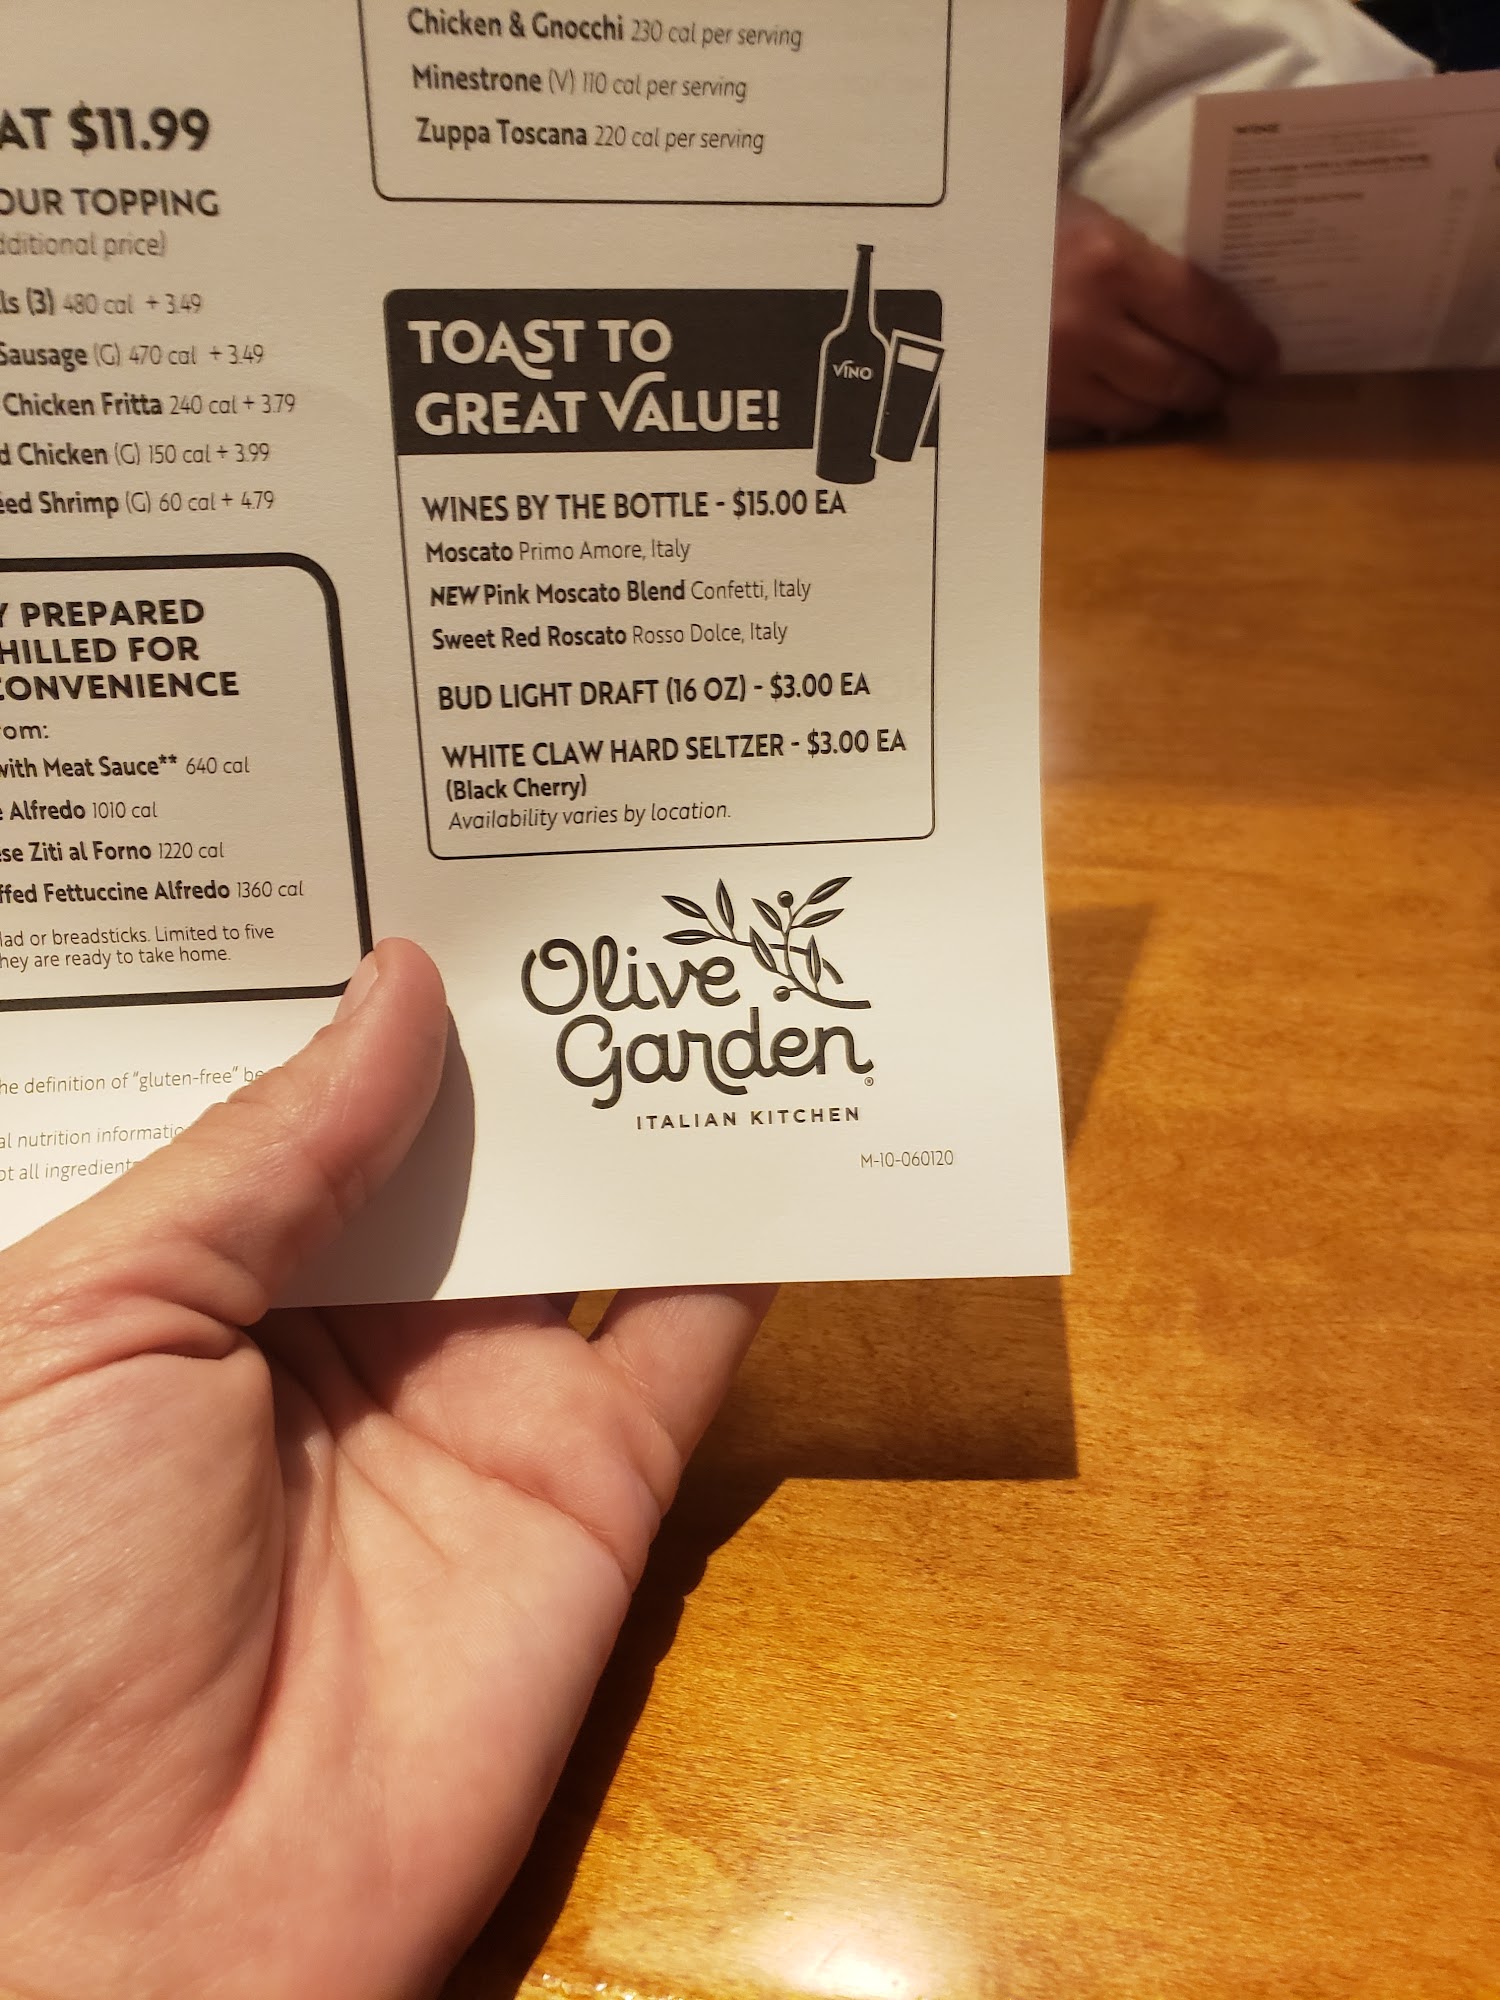 AT $11.99
OUR TOPPING
additional price)
ls (3) 480 cal + 3.49
Sausage (G) 470 cal + 3.49
Chicken Fritta 240 cal + 3.79
d Chicken (G) 150 cal + 3.99
éed Shrimp (G) 60 cal + 4.79
Y PREPARED
HILLED FOR
CONVENIENCE
rom:
with Meat Sauce** 640 cal
e Alfredo 1010 cal
ese Ziti al Forno 1220 cal
ffed Fettuccine Alfredo 1360 cal
lad or breadsticks. Limited to five
hey are ready to take home.
he definition of "gluten-free" be
al nutrition informatio
ot all ingredient
Chicken & Gnocchi 230 cal per serving
Minestrone (V) 110 cal per serving
Zuppa Toscana 220 cal per serving
TOAST TO
GREAT VALUE!
VINO
WINES BY THE BOTTLE - $15.00 EA
Moscato Primo Amore, Italy
NEW Pink Moscato Blend Confetti, Italy
Sweet Red Roscato Rosso Dolce, Italy
BUD LIGHT DRAFT (16 OZ) - $3.00 EA
WHITE CLAW HARD SELTZER - $3.00 EA
(Black Cherry)
Availability varies by location.
Olive
Garden®
ITALIAN KITCHEN
M-10-060120
WINE